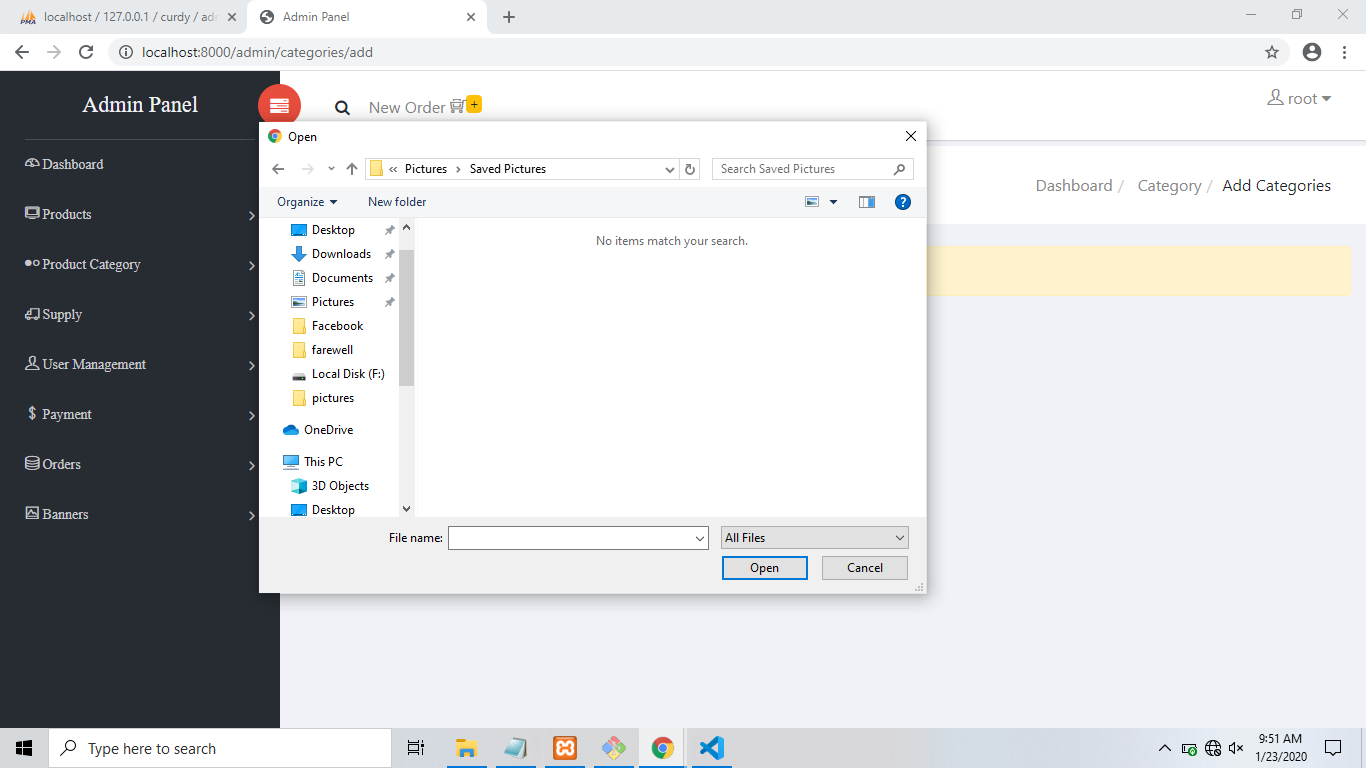 localhost / 127.0.0.1 / curdy / adm
Admin Panel
localhost:8000/admin/categories/add
Admin Panel
New Order
+
root
Dashboard
Products
Product Category
Supply
User Management
$ Payment
Orders
Banners
Dashboard / Category / Add Categories
Open
« Pictures › Saved Pictures
Search Saved Pictures
Organize
New folder
?
Desktop
Downloads
Documents
Pictures
Facebook
farewell
Local Disk (F:)
pictures
OneDrive
This PC
3D Objects
Desktop
No items match your search.
File name:
All Files
Open
Cancel
Type here to search
9:51 AM
1/23/2020